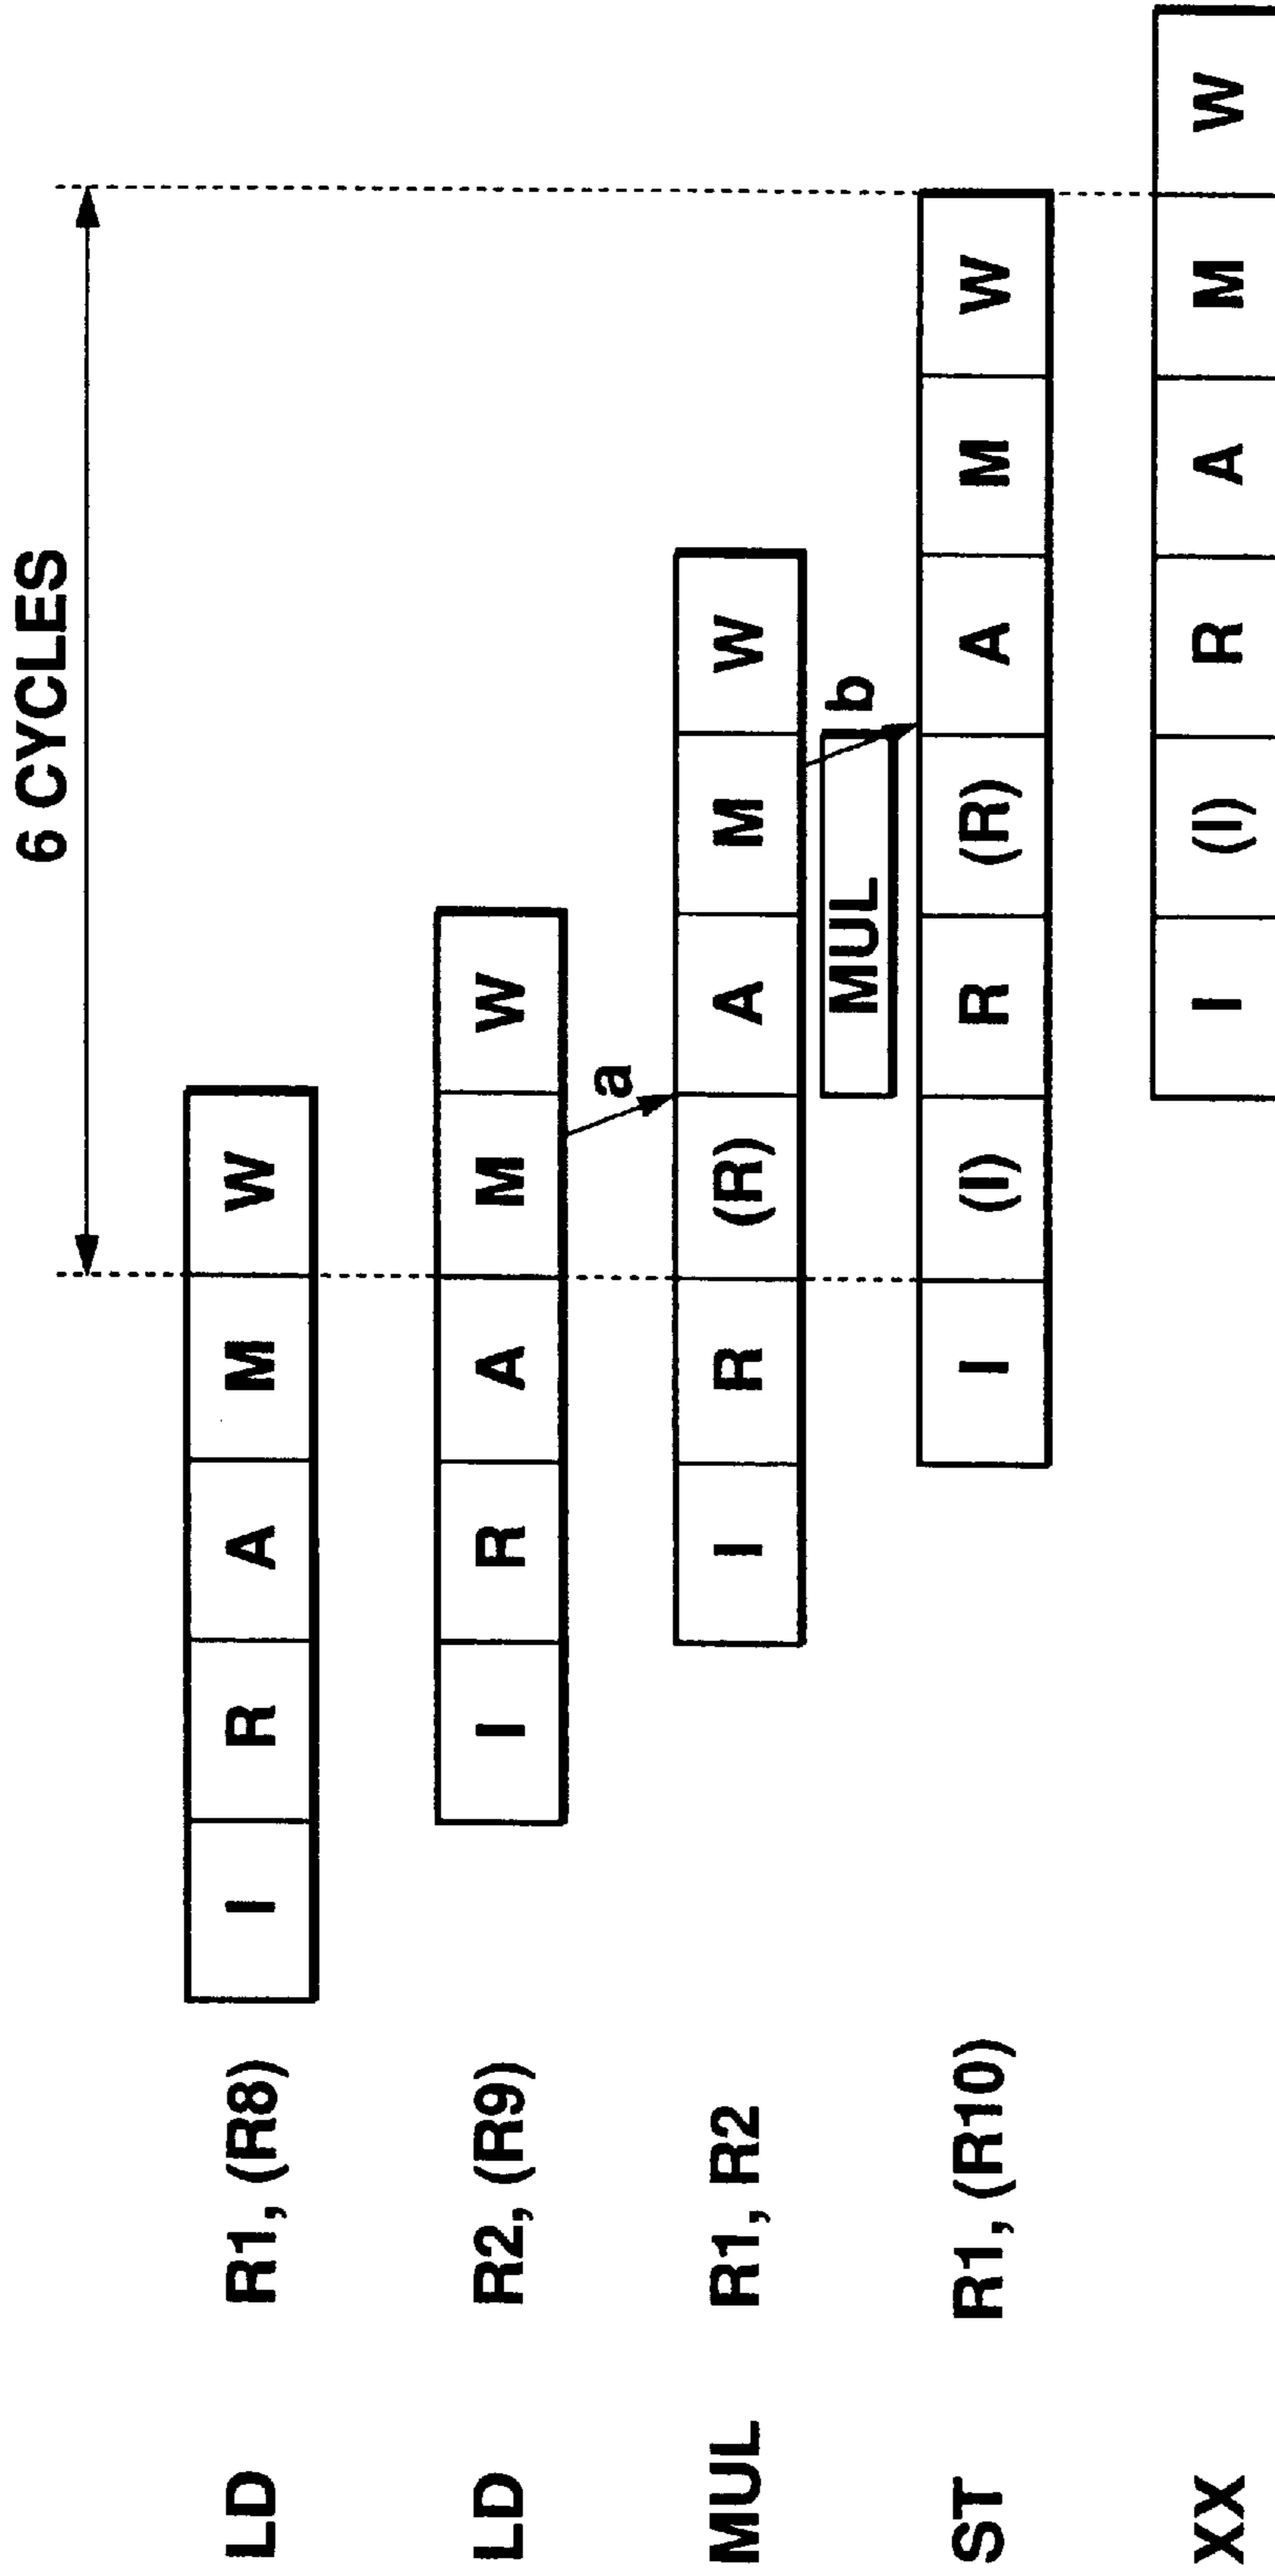 6 CYCLES
LD R1, (R8) I R A M W
LD R2, (R9) I R A M W
a
MUL R1, R2 I R (R) A M W
MUL b
ST R1, (R10) I (I) R (R) A M W
XX I (I) R A M W